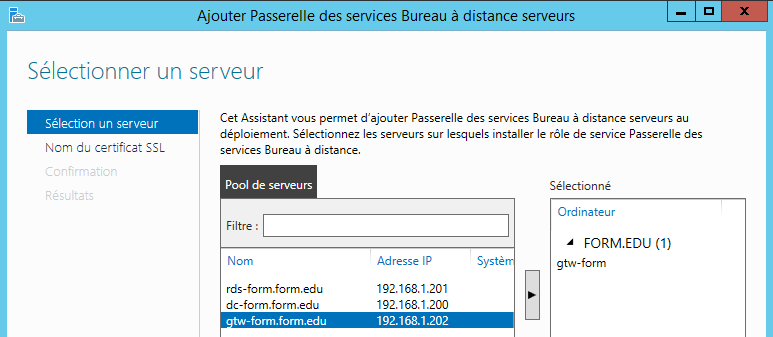 Ajouter Passerelle des services Bureau à distance serveurs
Sélectionner un serveur
Sélection un serveur
Nom du certificat SSL
Confirmation
Résultats
Cet Assistant vous permet d'ajouter Passerelle des services Bureau à distance serveurs au
déploiement. Sélectionnez les serveurs sur lesquels installer le rôle de service Passerelle des
services Bureau à distance.
Pool de serveurs
Filtre :
Nom Adresse IP Systèm
rds-form.form.edu 192.168.1.201
dc-form.form.edu 192.168.1.200
gtw-form.form.edu 192.168.1.202
Sélectionné
Ordinateur
FORM.EDU (1)
gtw-form